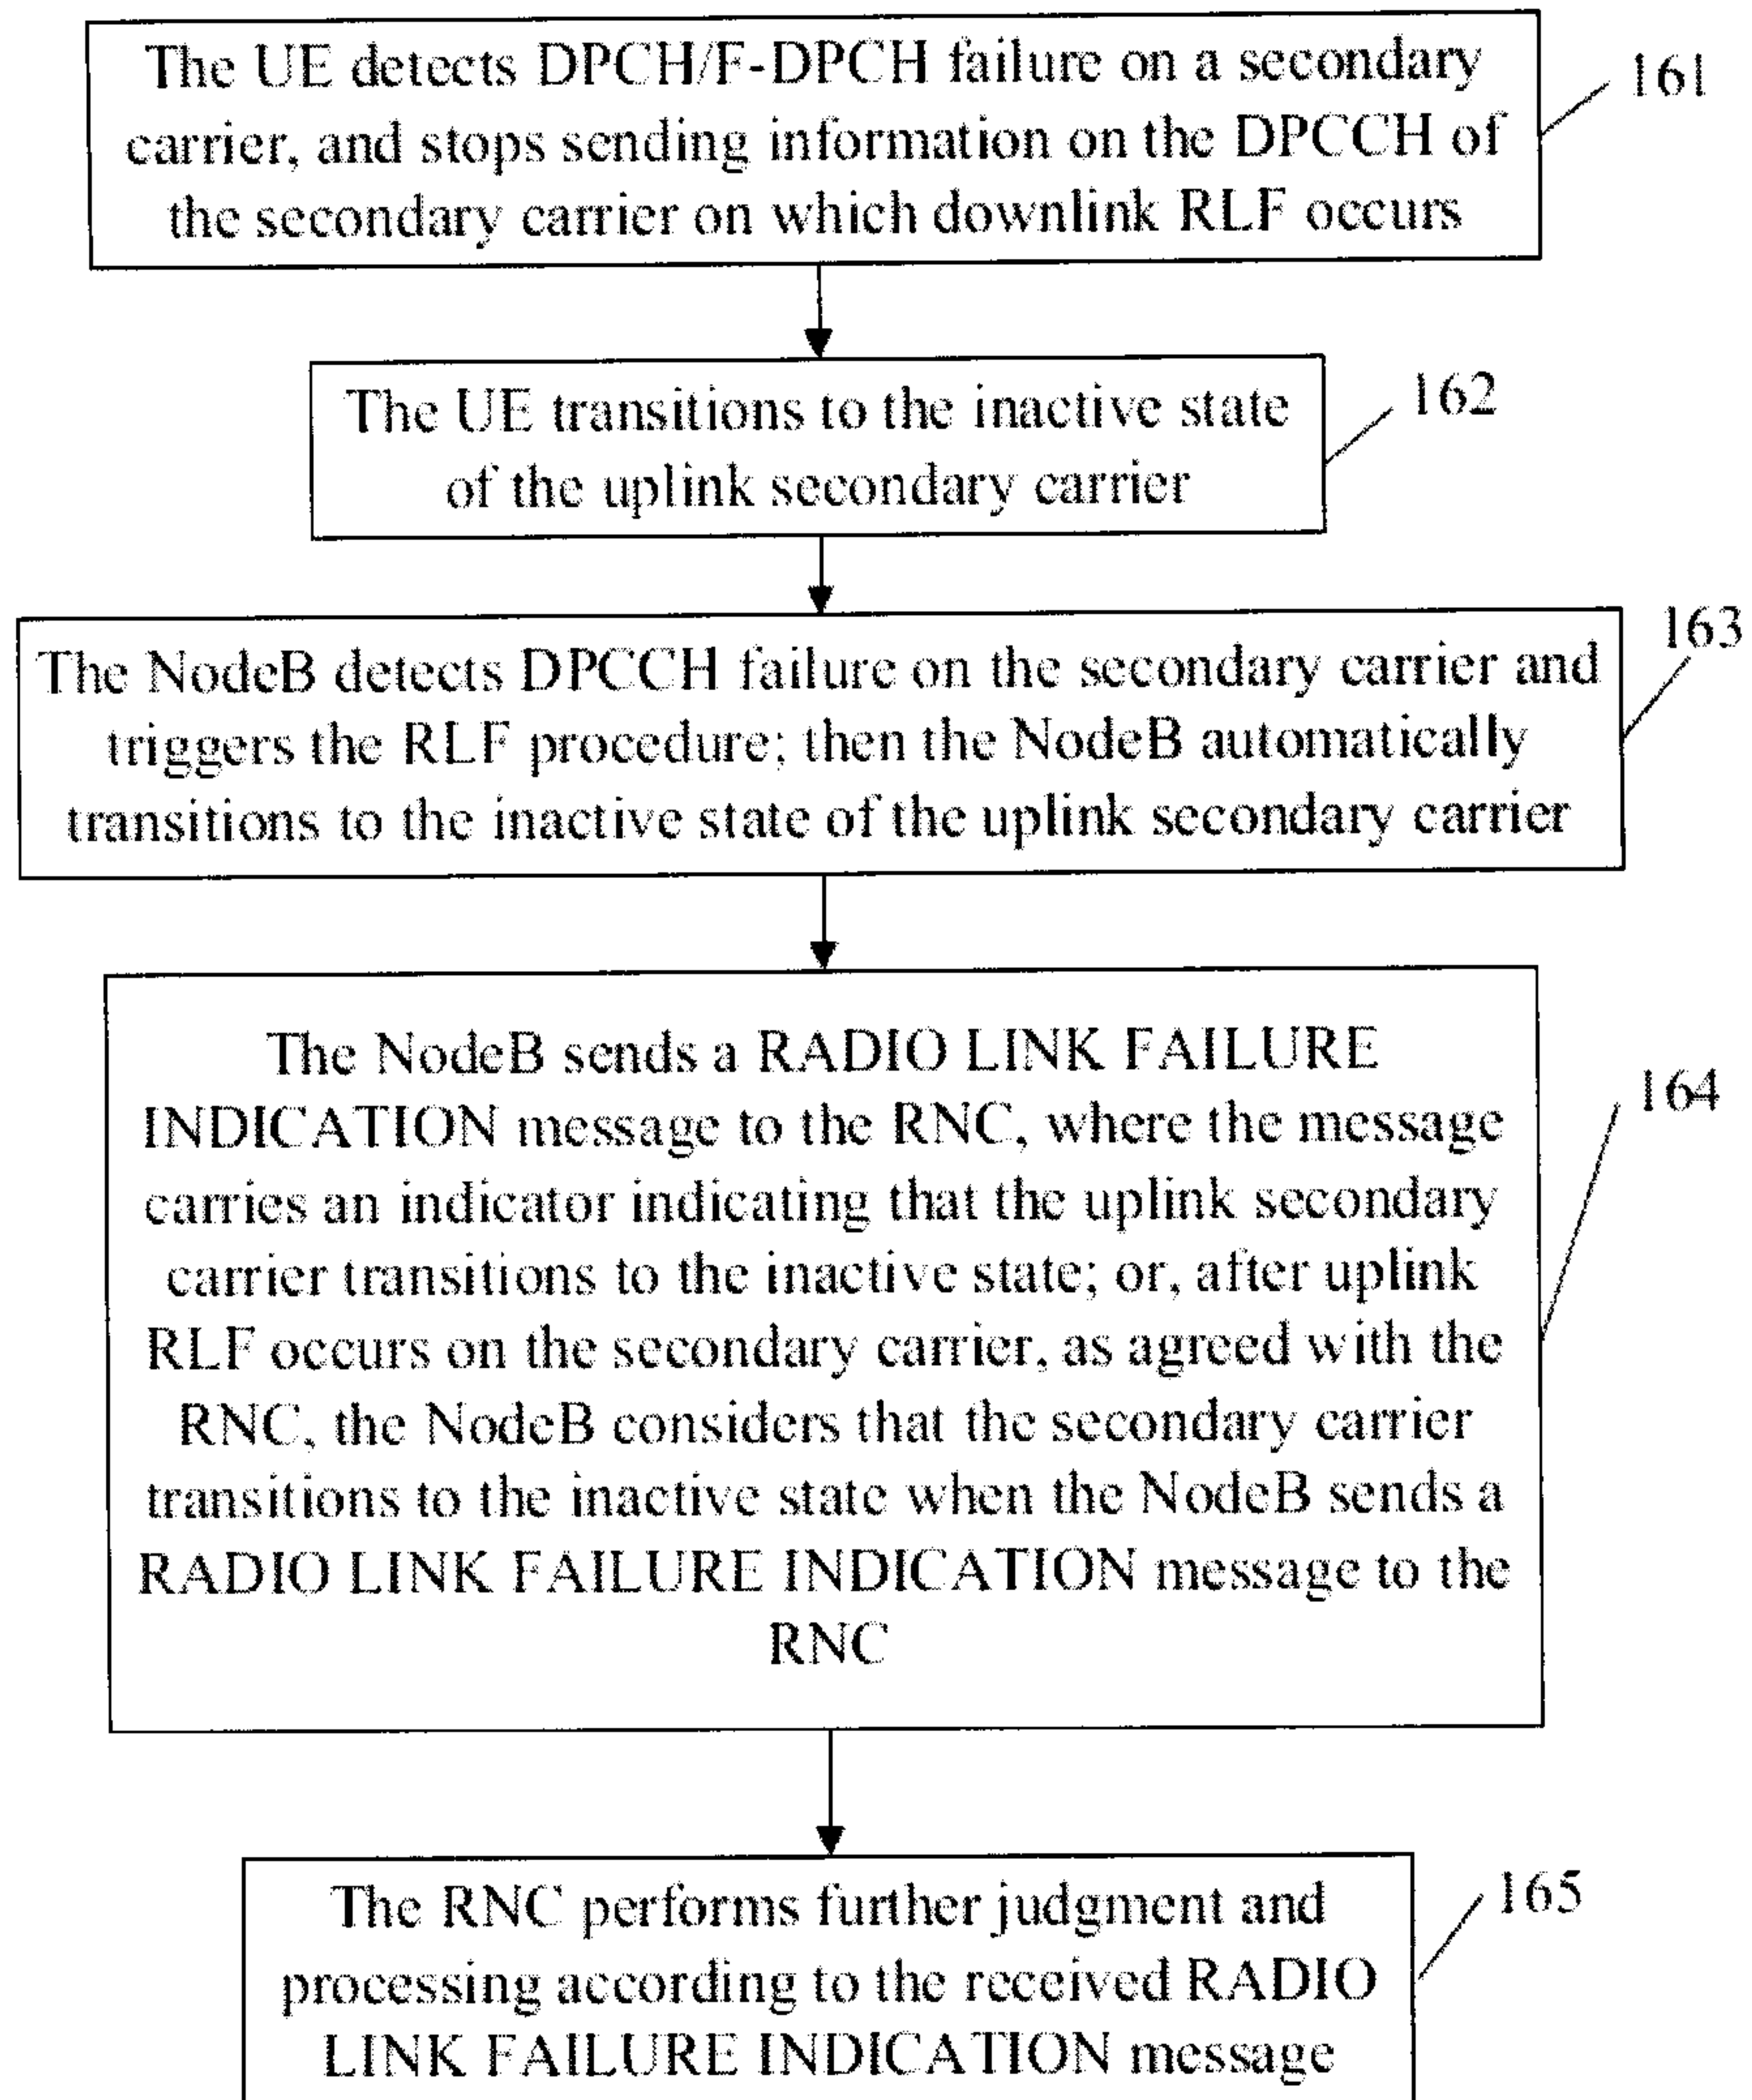 The UE detects DPCH/F-DPCH failure on a secondary
carrier, and stops sending information on the DPCCH of
the secondary carrier on which downlink RLF occurs
161
The UE transitions to the inactive state
of the uplink secondary carrier
162
The NodeB detects DPCCH failure on the secondary carrier and
triggers the RLF procedure; then the NodeB automatically
transitions to the inactive state of the uplink secondary carrier
163
The NodeB sends a RADIO LINK FAILURE
INDICATION message to the RNC, where the message
carries an indicator indicating that the uplink secondary
carrier transitions to the inactive state; or, after uplink
RLF occurs on the secondary carrier, as agreed with the
RNC, the NodeB considers that the secondary carrier
transitions to the inactive state when the NodeB sends a
RADIO LINK FAILURE INDICATION message to the
RNC
164
The RNC performs further judgment and
processing according to the received RADIO
LINK FAILURE INDICATION message
165